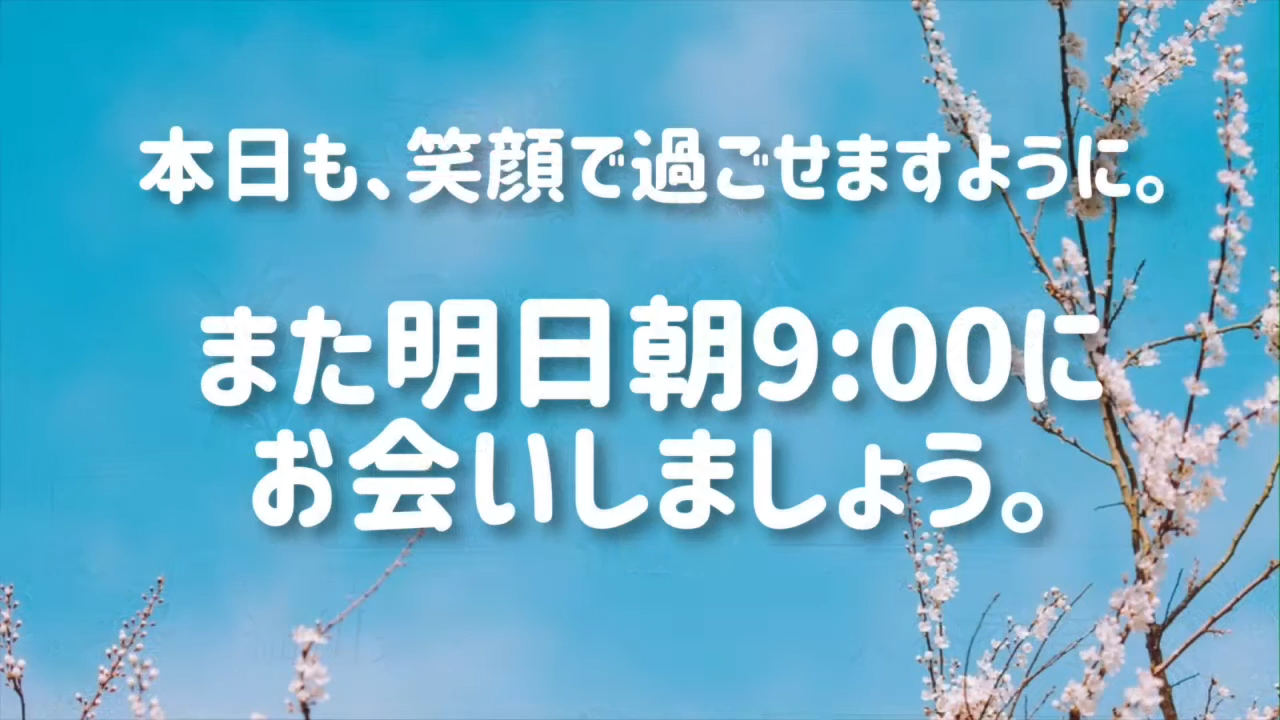 本日も、笑顔で過ごせますように。
また明日朝9:00に
お会いしましょう。